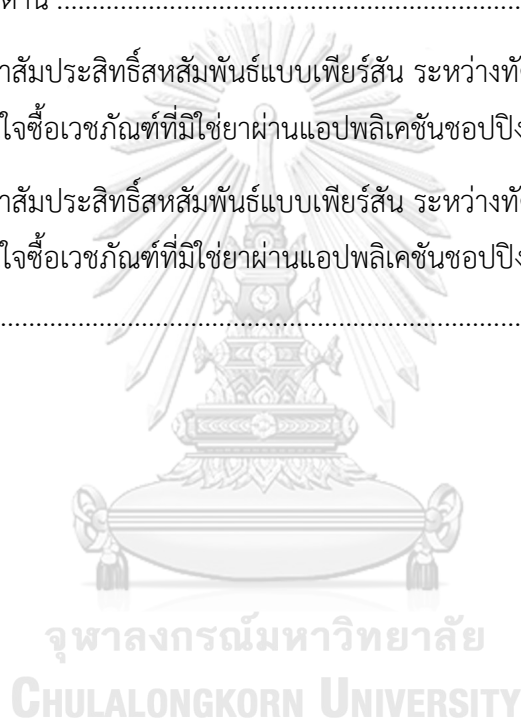 ด้าน ........................................................................
าสัมประสิทธิ์สหสัมพันธ์แบบเพียร์สัน ระหว่างทัศ
ใจซื้อเวชภัณฑ์ที่มิใช่ยาผ่านแอปพลิเคชันชอปปิง
าสัมประสิทธิ์สหสัมพันธ์แบบเพียร์สัน ระหว่างทัศ
ใจซื้อเวชภัณฑ์ที่มิใช่ยาผ่านแอปพลิเคชันชอปปิง
................................................................................
จุฬาลงกรณ์มหาวิทยาลัย
CHULALONGKORN UNIVERSITY